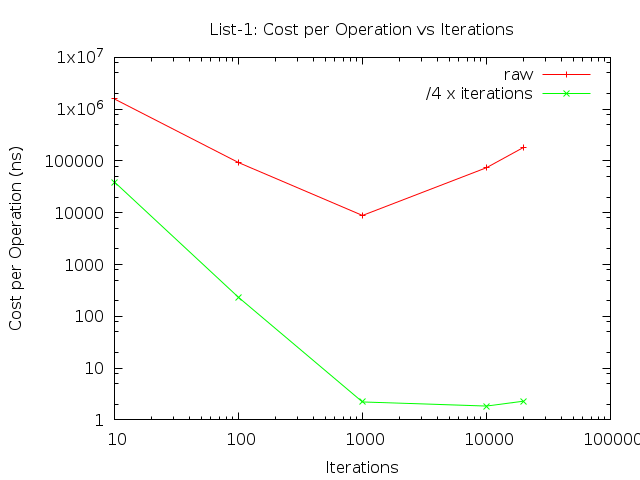 List-1: Cost per Operation vs Iterations
raw
/4 x iterations
Cost per Operation (ns)
1x10⁷
1x10⁶
100000
10000
1000
100
10
1
10 100 1000 10000 100000
Iterations